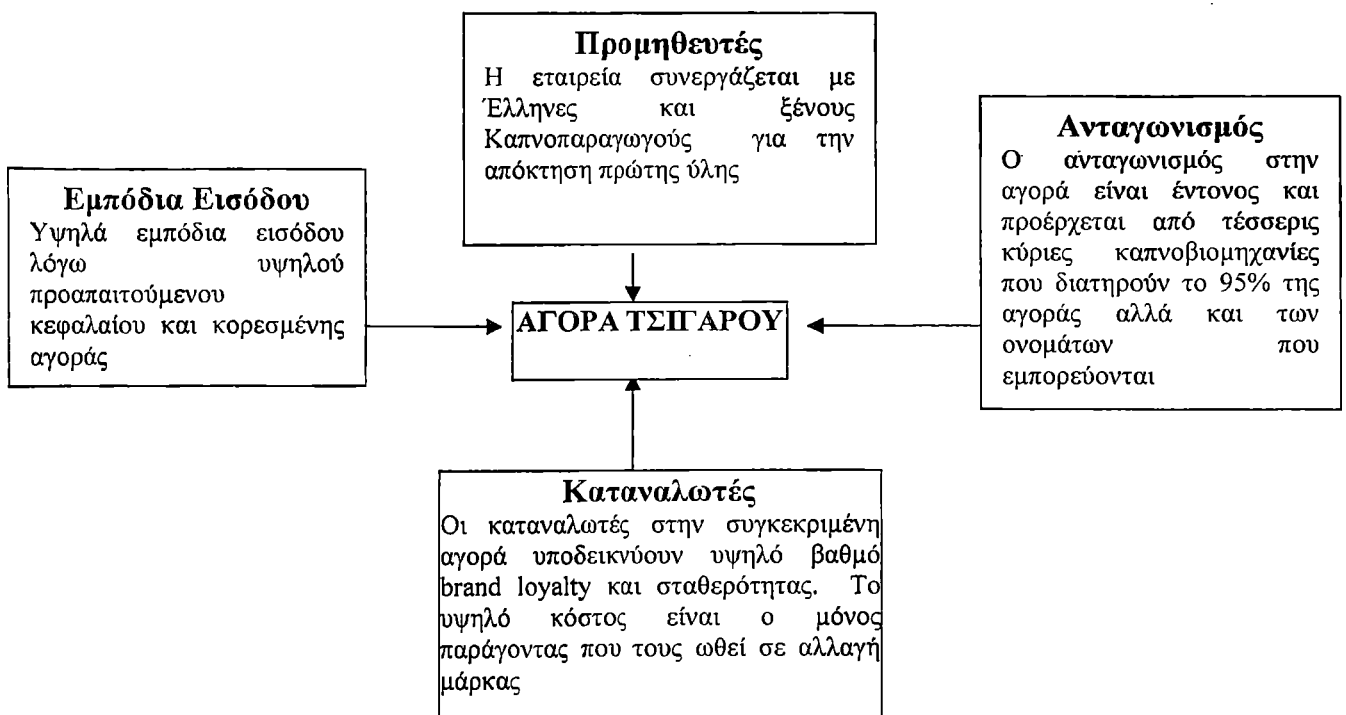 Προμηθευτές
Η εταιρεία συνεργάζεται με
Έλληνες και ξένους
Καπνοπαραγωγούς για την
απόκτηση πρώτης ύλης
Εμπόδια Εισόδου
Υψηλά εμπόδια εισόδου
λόγω υψηλού
προαπαιτούμενου
κεφαλαίου και κορεσμένης
αγοράς
ΑΓΟΡΑ ΤΣΙΓΑΡΟΥ
Ανταγωνισμός
Ο ανταγωνισμός στην
αγορά είναι έντονος και
προέρχεται από τέσσερις
κύριες καπνοβιομηχανίες
που διατηρούν το 95% της
αγοράς αλλά και των
ονομάτων που
εμπορεύονται
Καταναλωτές
Οι καταναλωτές στην συγκεκριμένη
αγορά υποδεικνύουν υψηλό βαθμό
brand loyalty και σταθερότητας. Το
υψηλό κόστος είναι ο μόνος
παράγοντας που τους ωθεί σε αλλαγή
μάρκας